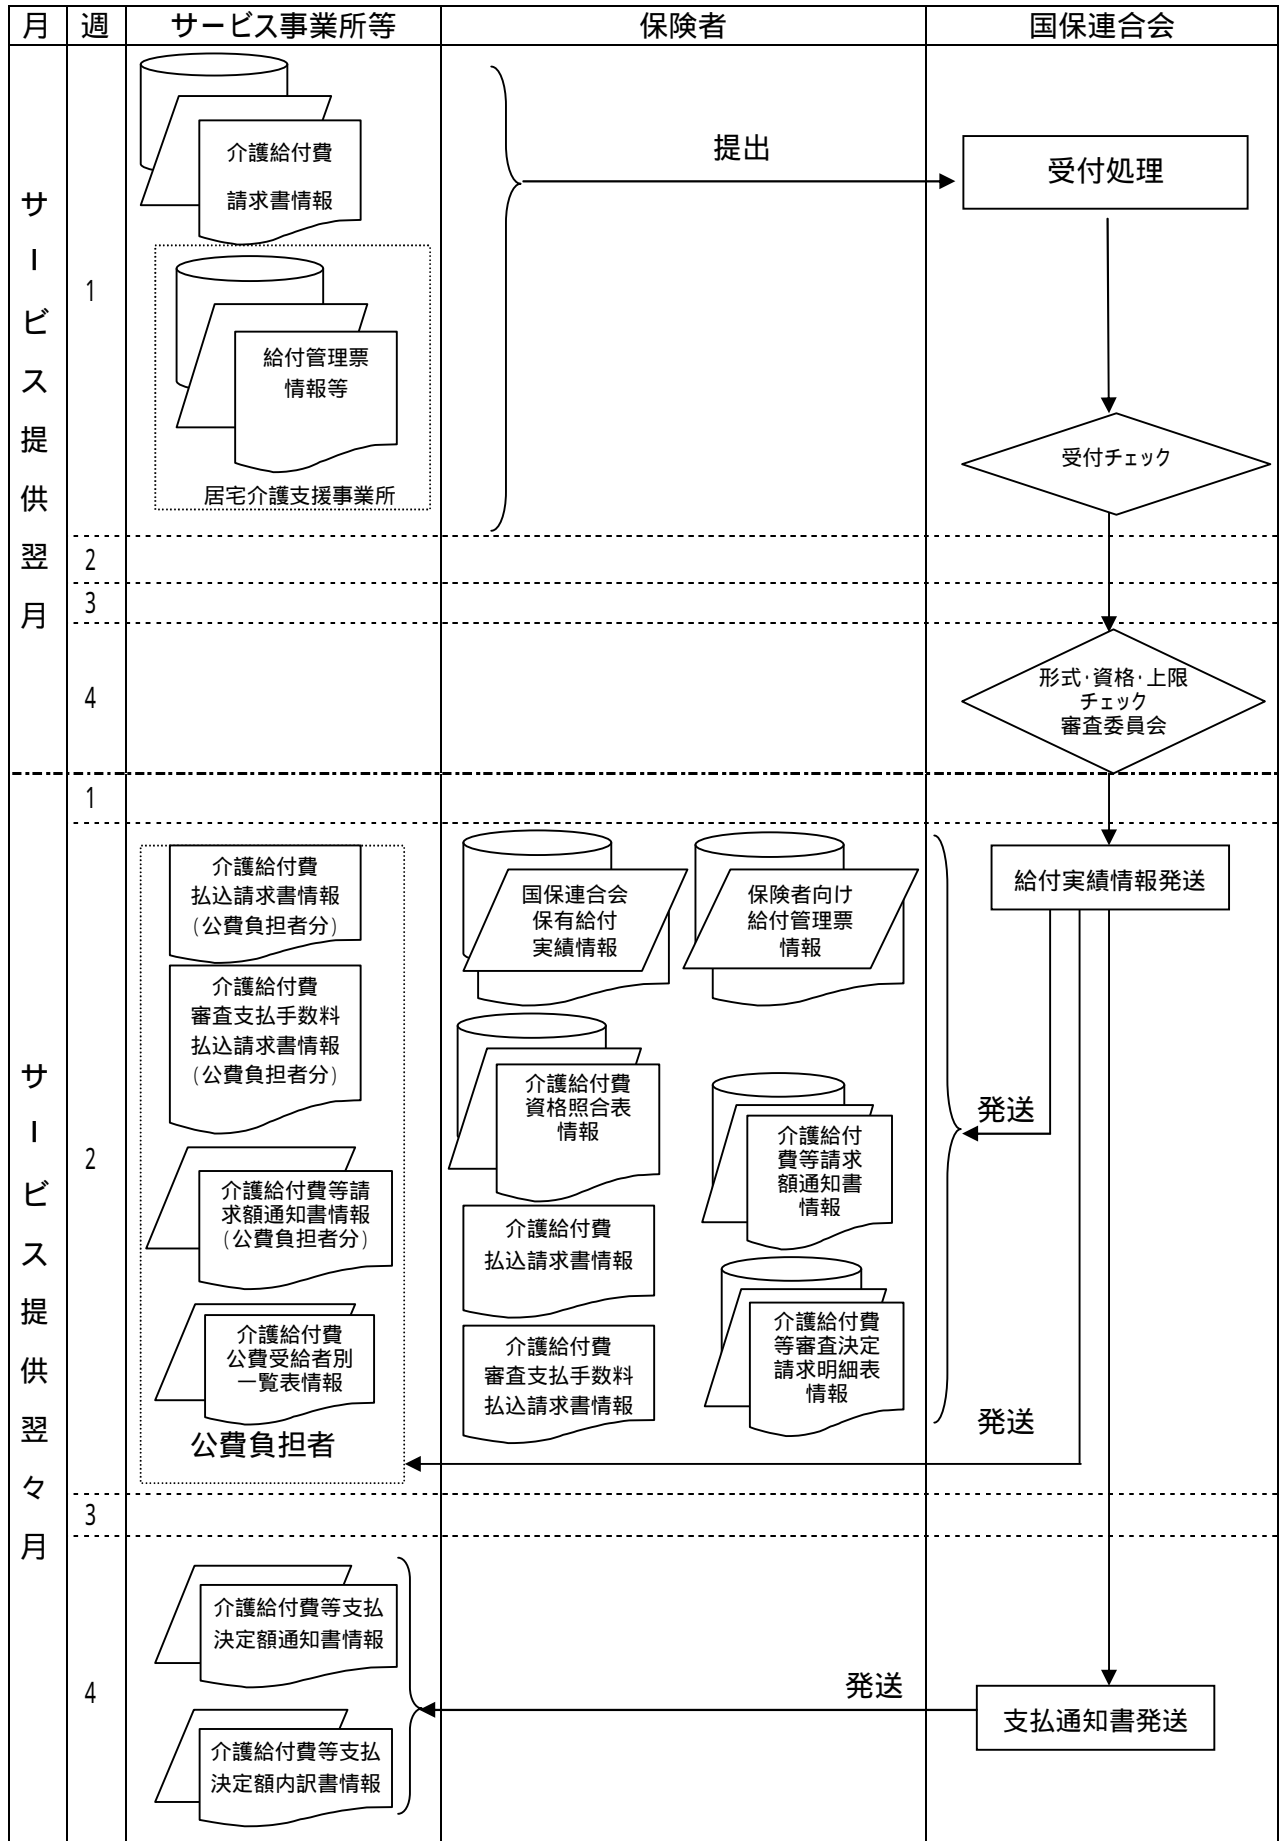 月 週 サービス事業所等 保険者 国保連合会
サービス提供翌月
1
介護給付費
請求書情報
給付管理票
情報等
居宅介護支援事業所
提出
受付処理
受付チェック
2
3
4
形式･資格･上限
チェック
審査委員会
サービス提供翌々月
1
2
介護給付費
払込請求書情報
(公費負担者分)
介護給付費
審査支払手数料
払込請求書情報
(公費負担者分)
介護給付費等請
求額通知書情報
(公費負担者分)
介護給付費
公費受給者別
一覧表情報
公費負担者
国保連合会
保有給付
実績情報
保険者向け
給付管理票
情報
介護給付費
資格照合表
情報
介護給付
費等請求
額通知書
情報
介護給付費
払込請求書情報
介護給付費
等審査決定
請求明細表
情報
介護給付費
審査支払手数料
払込請求書情報
給付実績情報発送
発送
発送
3
4
介護給付費等支払
決定額通知書情報
介護給付費等支払
決定額内訳書情報
発送
支払通知書発送